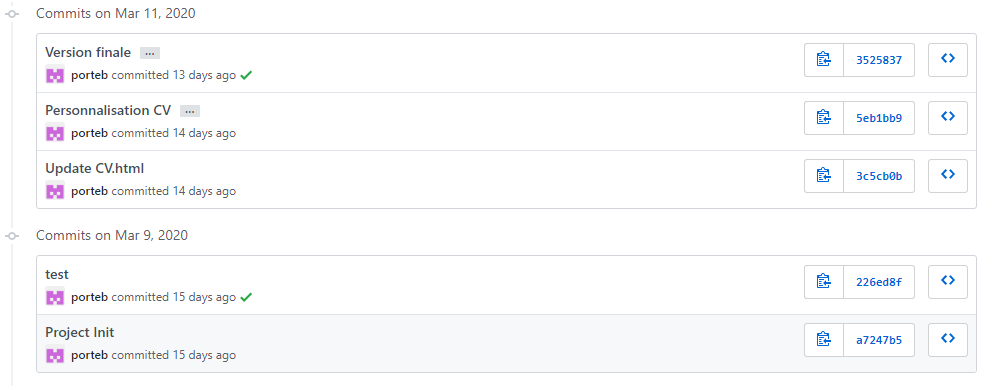 Commits on Mar 11, 2020
Version finale ...
porteb committed 13 days ago
3525837
Personnalisation CV ...
porteb committed 14 days ago
5eb1bb9
Update CV.html
porteb committed 14 days ago
3c5cb0b
Commits on Mar 9, 2020
test
porteb committed 15 days ago
226ed8f
Project Init
porteb committed 15 days ago
a7247b5